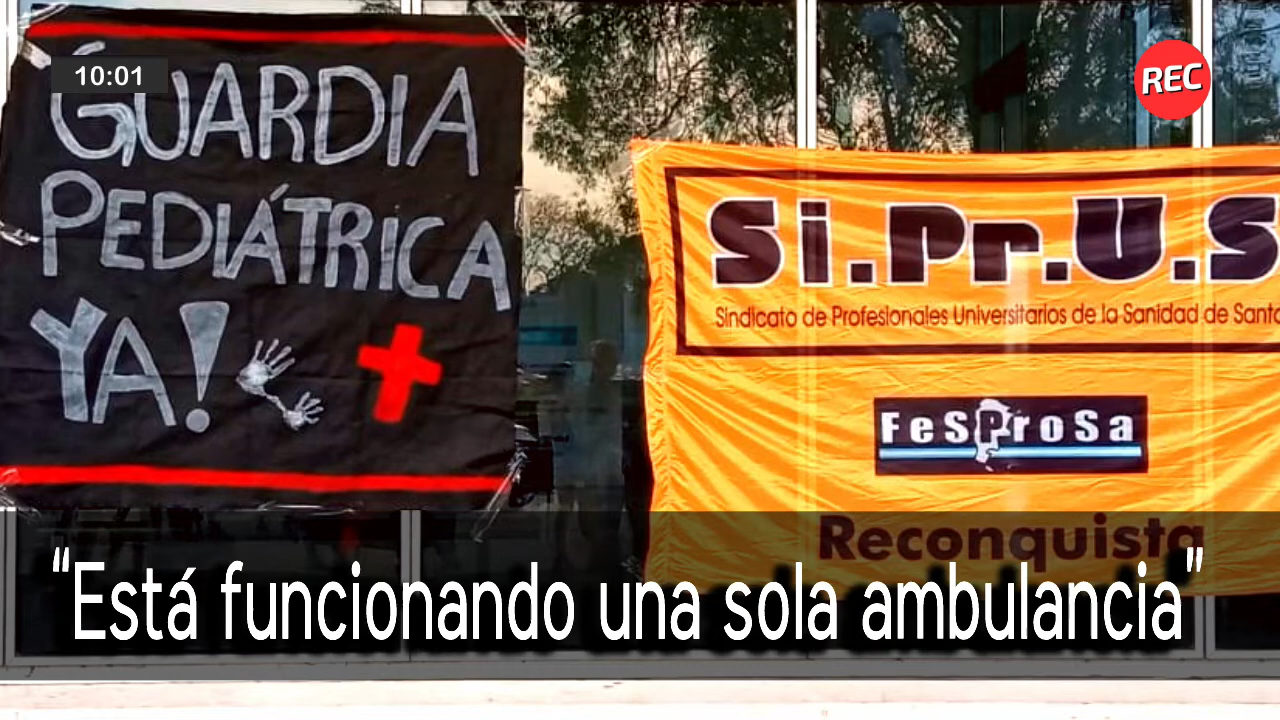 10:01
REC
GUARDIA
PEDIÁTRICA
YA!
Si.Pr.U.S
Sindicato de Profesionales Universitarios de la Sanidad de Santa
FeSProSa
Reconquista
“Está funcionando una sola ambulancia”